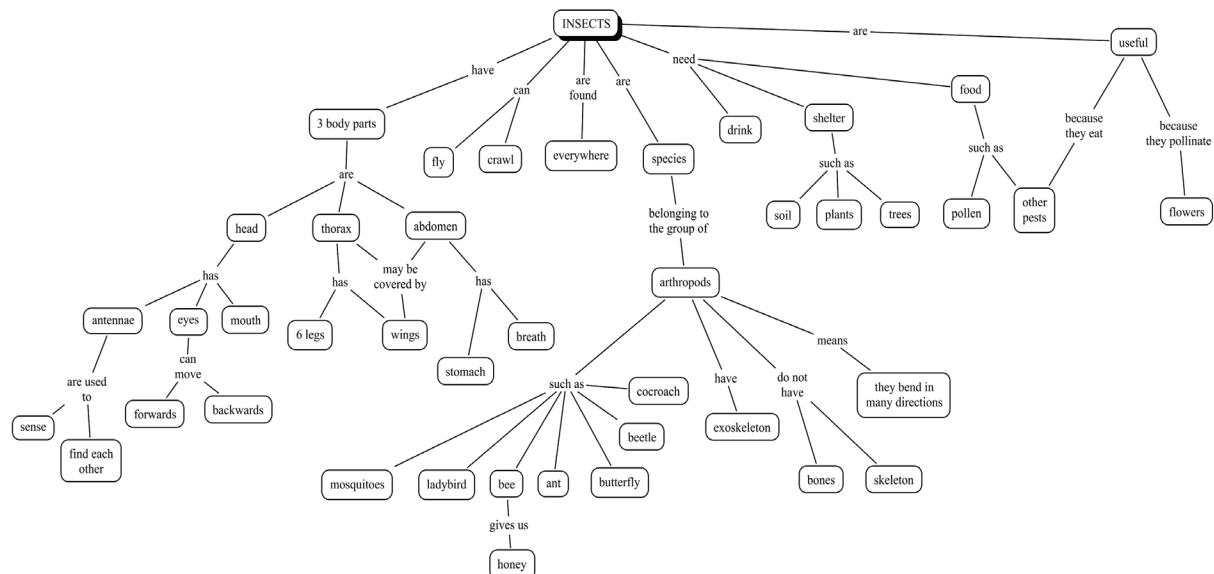 INSECTS
are
useful
have
can
are
found
are
need
food
3 body parts
fly
crawl
everywhere
species
drink
shelter
because
they eat
because
they pollinate
such as
such as
are
soil
plants
trees
pollen
other
pests
flowers
head
thorax
abdomen
belonging to
the group of
has
has
may be
covered by
has
arthropods
antennae
eyes
mouth
6 legs
wings
breath
stomach
can
move
are used
to
forwards
backwards
sense
find each
other
such as
cocroach
have
do not
have
means
they bend in
many directions
beetle
exoskeleton
mosquitoes
ladybird
bee
ant
butterfly
bones
skeleton
gives us
honey